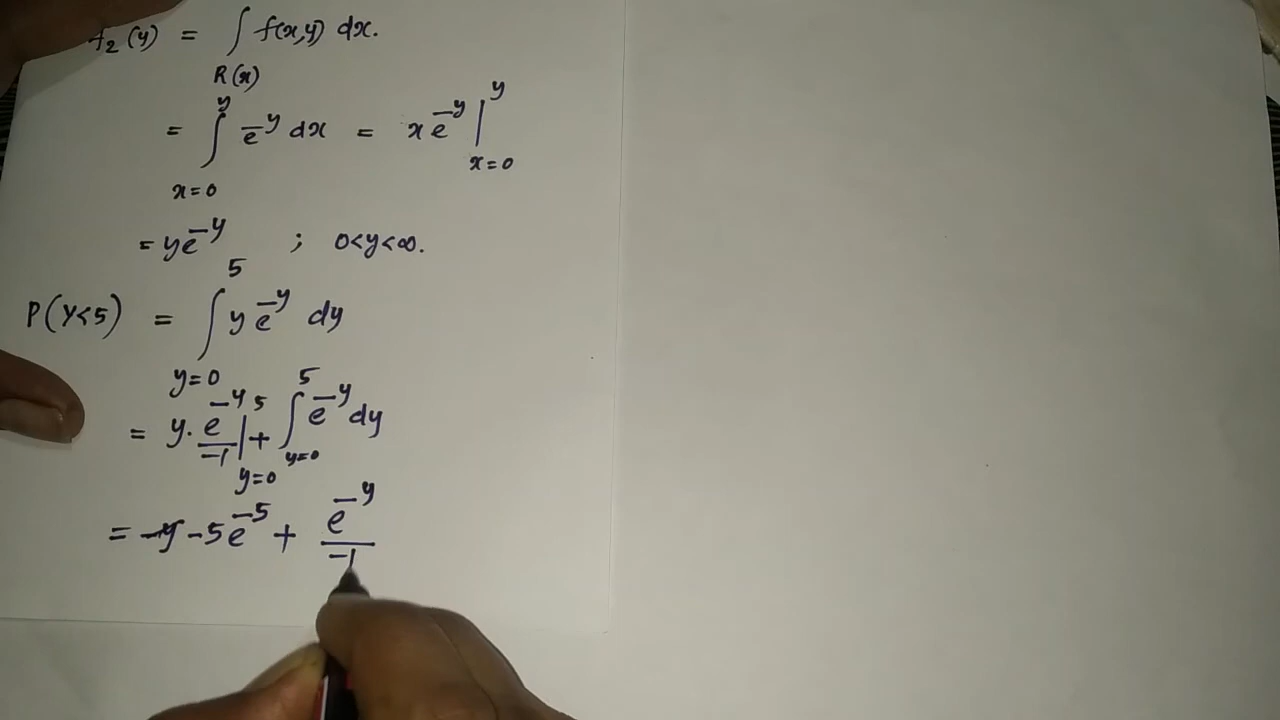 f₂(y) = ∫ f(x,y) dx.
R(x)
= ∫_{x=0}^{y} e^{-y} dx = x e^{-y} |_{x=0}^{y}
= y e^{-y} ; 0<y<∞.
P(Y<5) = ∫_{y=0}^{5} y e^{-y} dy
= y. e^{-y}/-1 |_{y=0}^{5} + ∫_{y=0}^{5} e^{-y} dy
= -5e^{-5} + e^{-y}/-1